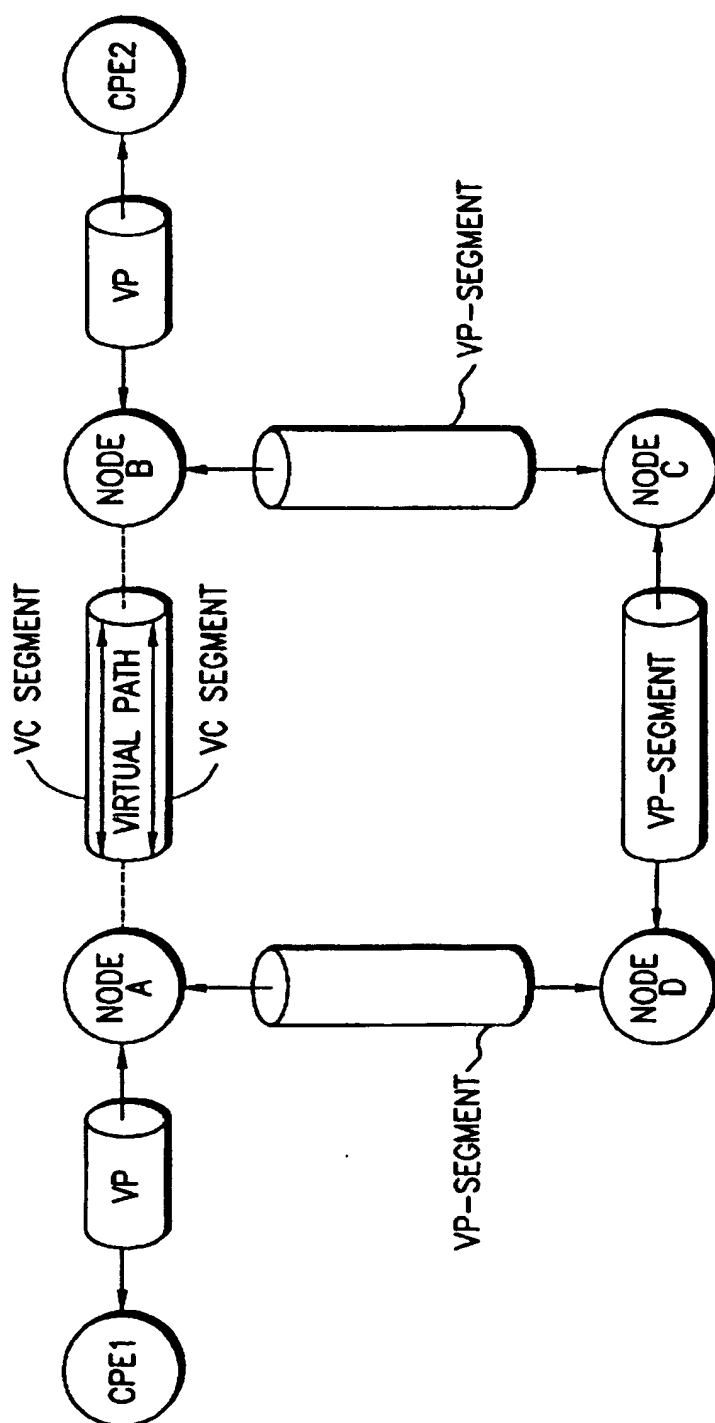 VC SEGMENT
CPE1
VP
NODE
A
VIRTUAL PATH
NODE
B
VP
CPE2
VC SEGMENT
VP-SEGMENT
VP-SEGMENT
NODE
D
VP-SEGMENT
NODE
C